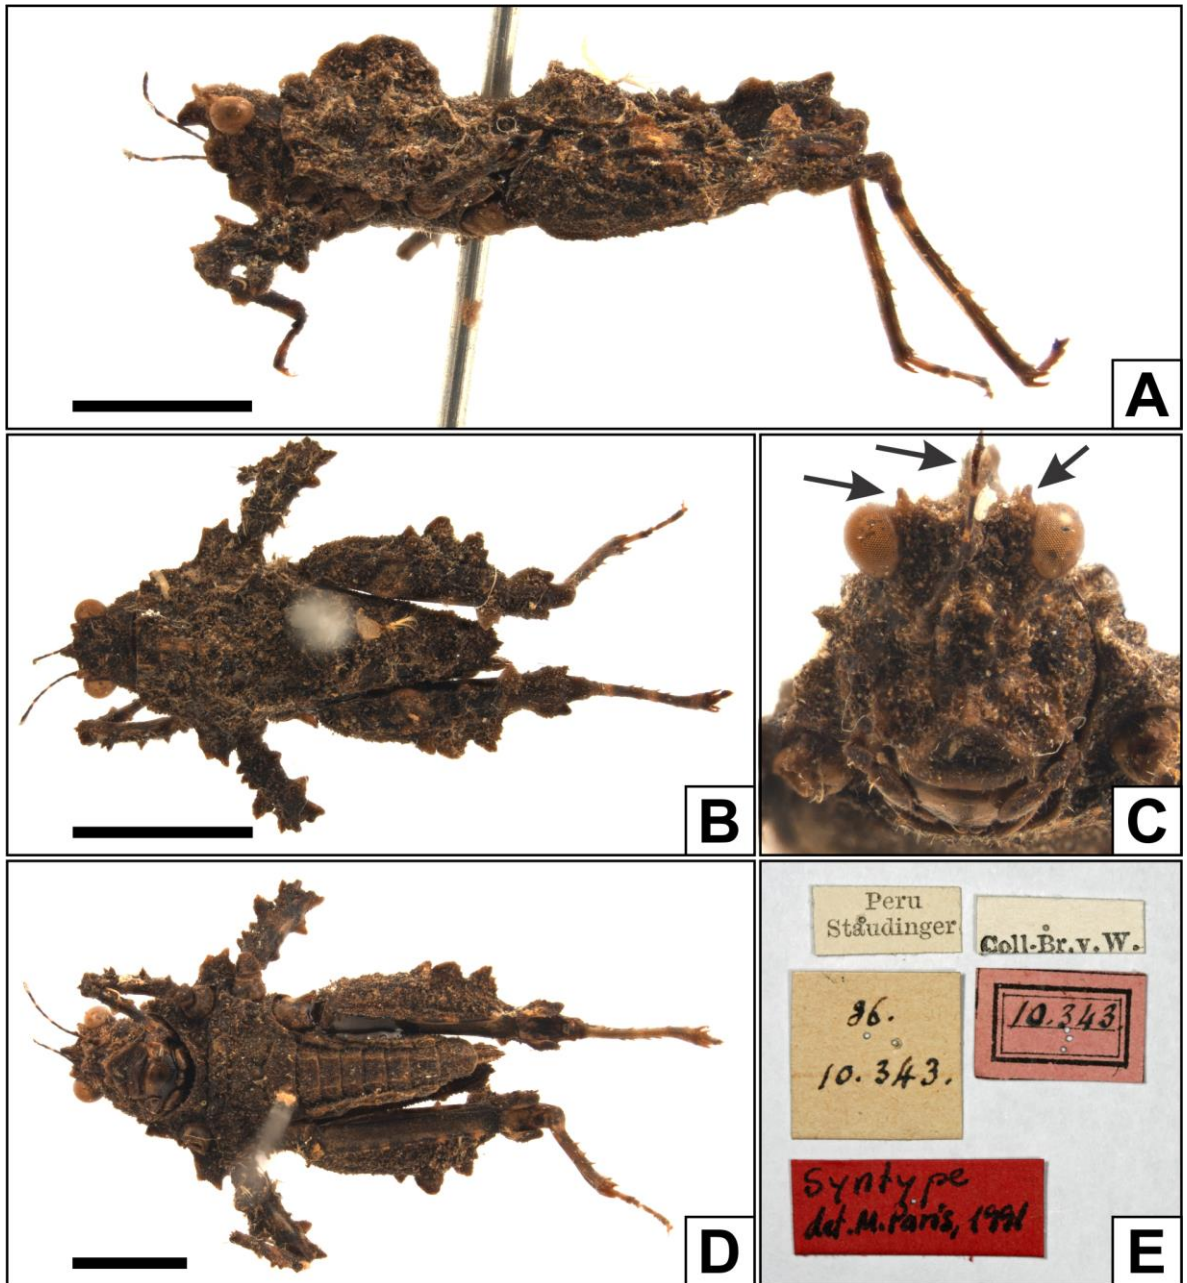 A
B
C
D
Peru
Staudinger
Coll.Br.v.W.
86.
10.343.
10.343
Syntype
det.M.Paris, 1991
E